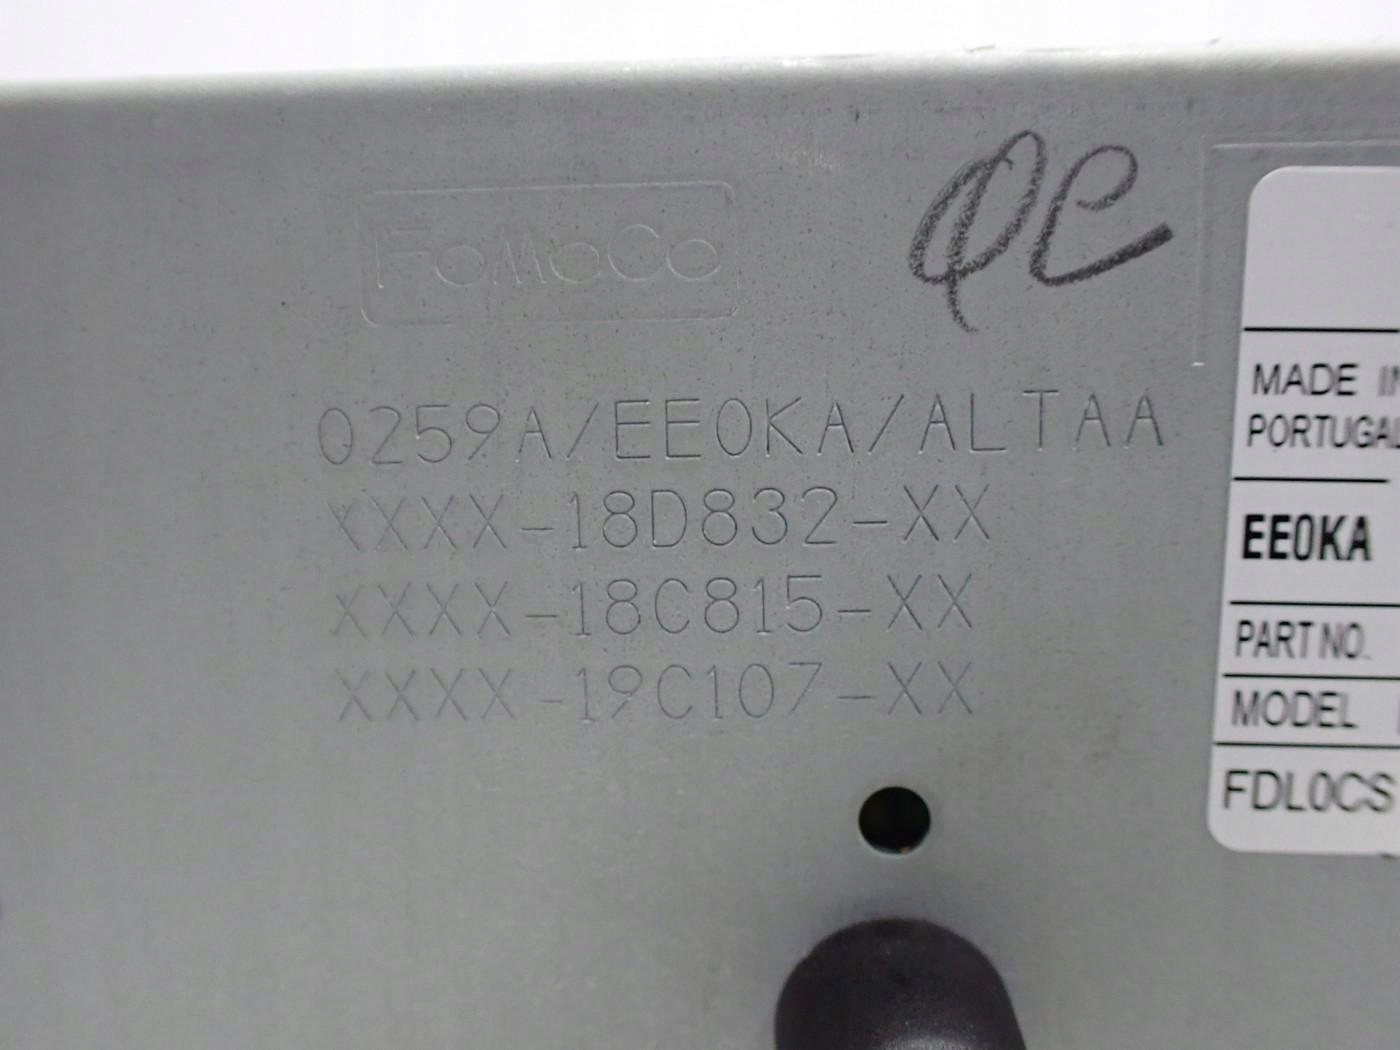 FoMoCo
QC
0259A/EE0KA/ALTAA
XXXX-18D832-XX
XXXX-18C815-XX
XXXX-19C107-XX
MADE IN
PORTUGAL
EE0KA
PART NO.
MODEL
FDL0CS